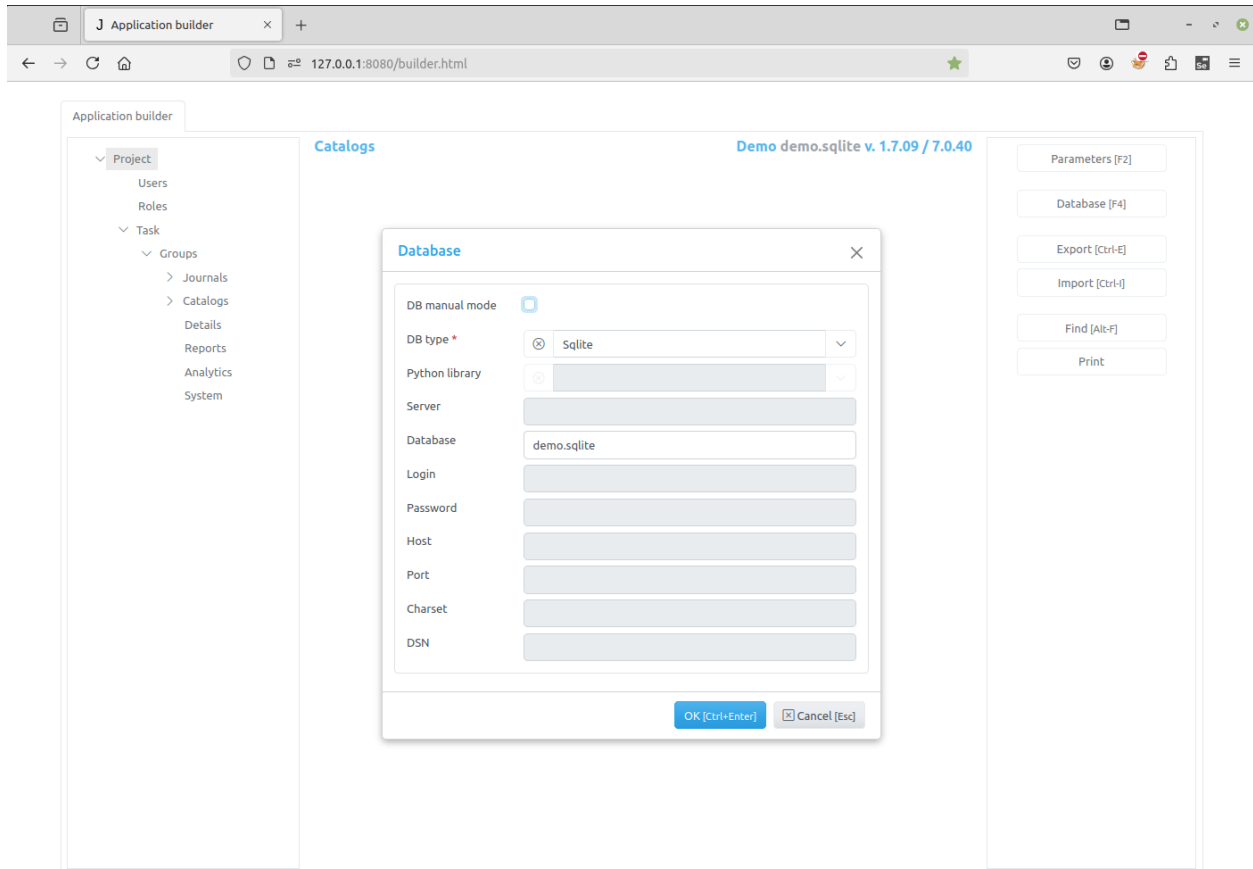 J Application builder
127.0.0.1:8080/builder.html
Se
Application builder
Project
Users
Roles
Task
Groups
Journals
Catalogs
Details
Reports
Analytics
System
Catalogs
Demo demo.sqlite v. 1.7.09 / 7.0.40
Database
DB manual mode
DB type *
Sqlite
Python library
Server
Database
demo.sqlite
Login
Password
Host
Port
Charset
DSN
OK [Ctrl+Enter]
Cancel [Esc]
Parameters [F2]
Database [F4]
Export [Ctrl-E]
Import [Ctrl-I]
Find [Alt-F]
Print